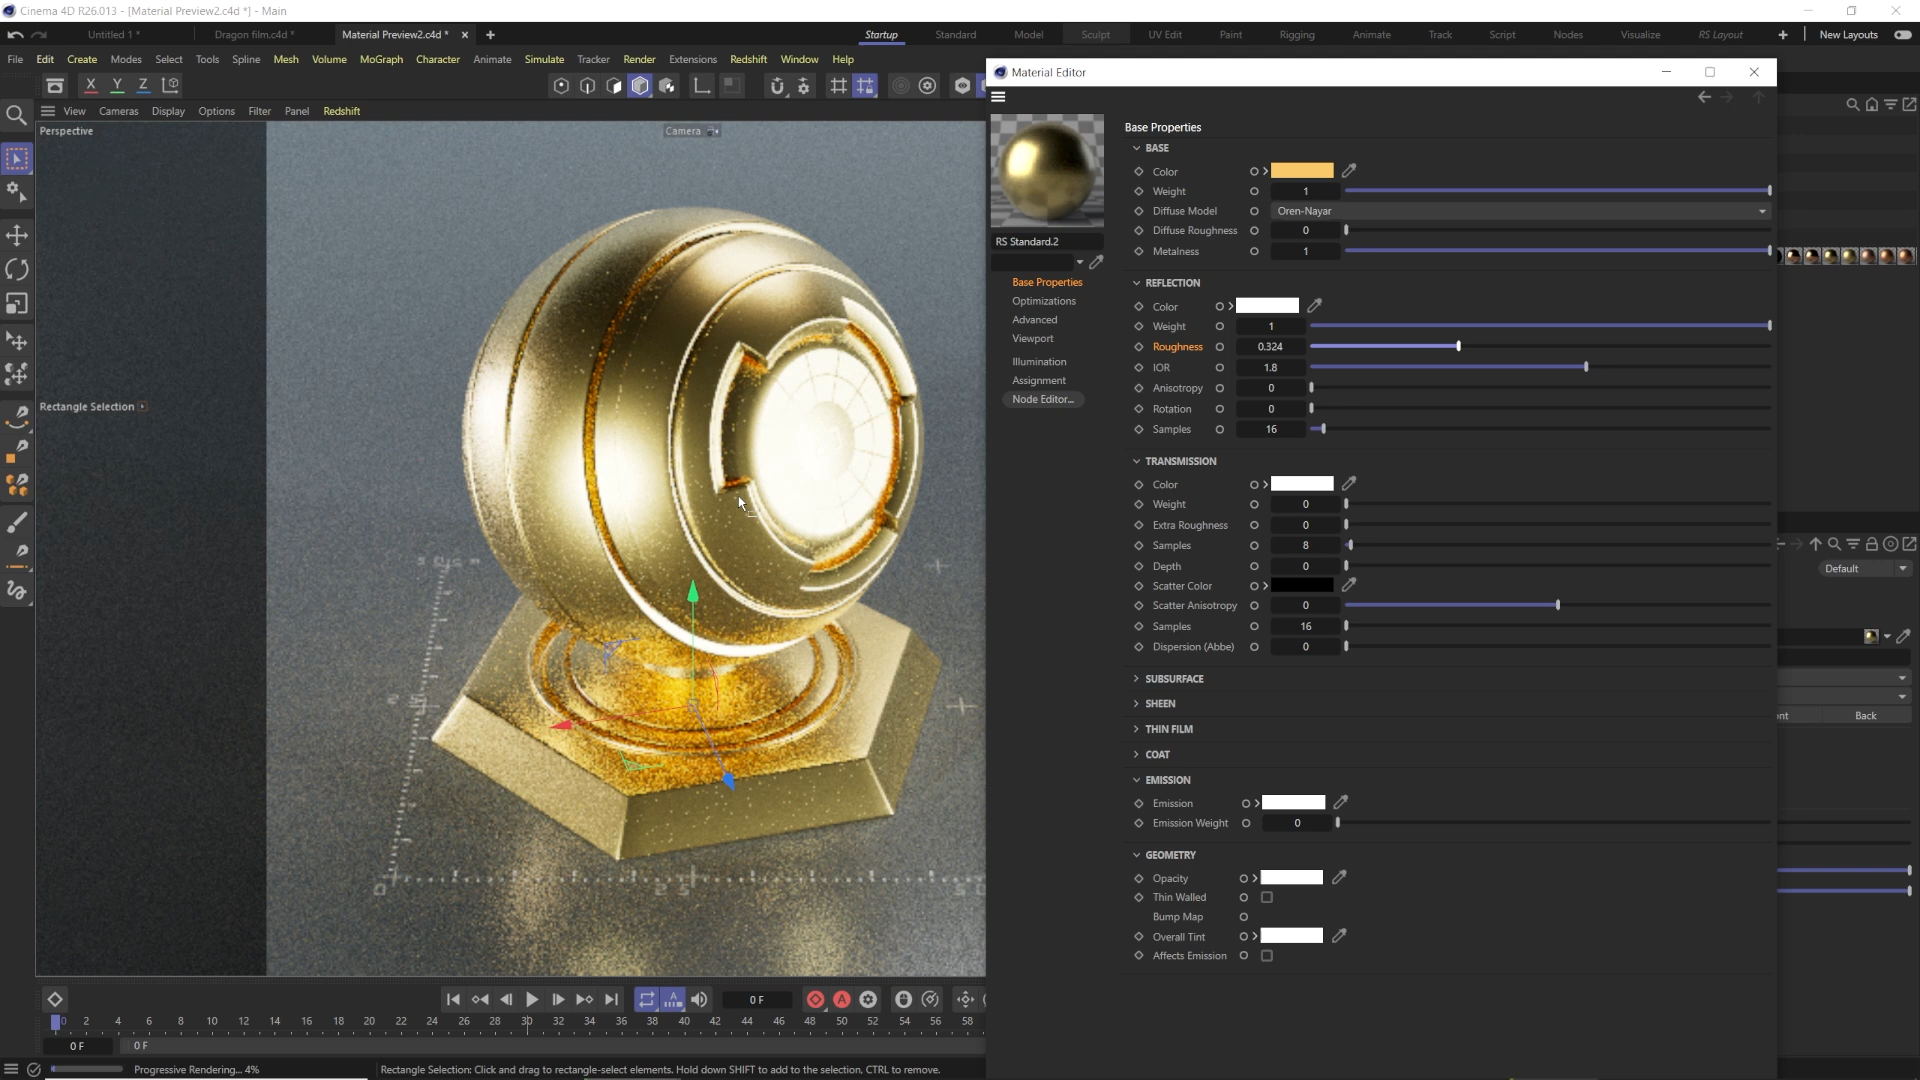 Cinema 4D R26.013 - [Material Preview2.c4d *] - Main
Untitled 1 *
Dragon film.c4d *
Material Preview2.c4d *
Startup
Standard
Model
Sculpt
UV Edit
Paint
Rigging
Animate
Track
Script
Nodes
Visualize
RS Layout
New Layouts
File Edit Create Modes Select Tools Spline Mesh Volume MoGraph Character Animate Simulate Tracker Render Extensions Redshift Window Help
X Y Z
View Cameras Display Options Filter Panel Redshift
Perspective
Camera
Rectangle Selection
Material Editor
RS Standard.2
Base Properties
Optimizations
Advanced
Viewport
Illumination
Assignment
Node Editor...
Base Properties
BASE
Color
Weight 1
Diffuse Model Oren-Nayar
Diffuse Roughness 0
Metalness 1
REFLECTION
Color
Weight 1
Roughness 0.324
IOR 1.8
Anisotropy 0
Rotation 0
Samples 16
TRANSMISSION
Color
Weight 0
Extra Roughness 0
Samples 8
Depth 0
Scatter Color
Scatter Anisotropy 0
Samples 16
Dispersion (Abbe) 0
SUBSURFACE
SHEEN
THIN FILM
COAT
EMISSION
Emission
Emission Weight 0
GEOMETRY
Opacity
Thin Walled
Bump Map
Overall Tint
Affects Emission
Default
Back
0 F
0 2 4 6 8 10 12 14 16 18 20 22 24 26 28 30 32 34 36 38 40 42 44 46 48 50 52 54 56 58
0 F
0 F
Progressive Rendering... 4%
Rectangle Selection: Click and drag to rectangle-select elements. Hold down SHIFT to add to the selection, CTRL to remove.